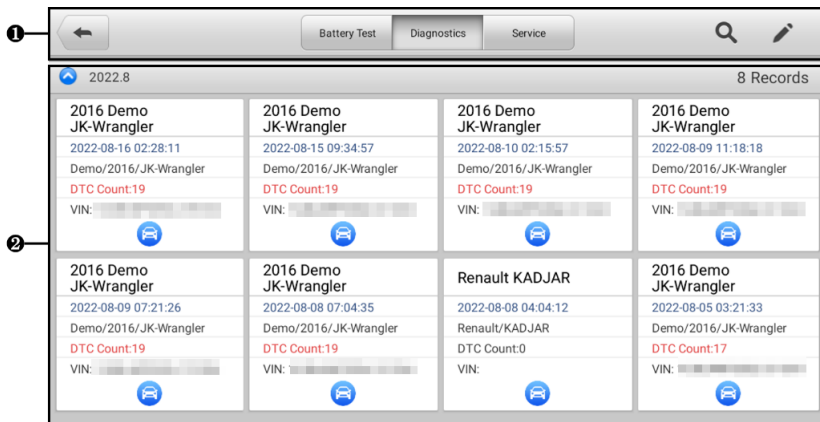 ❶
Battery Test Diagnostics Service
2022.8 8 Records
❷
2016 Demo
JK-Wrangler
2022-08-16 02:28:11
Demo/2016/JK-Wrangler
DTC Count:19
VIN:
2016 Demo
JK-Wrangler
2022-08-15 09:34:57
Demo/2016/JK-Wrangler
DTC Count:19
VIN:
2016 Demo
JK-Wrangler
2022-08-10 02:15:57
Demo/2016/JK-Wrangler
DTC Count:19
VIN:
2016 Demo
JK-Wrangler
2022-08-09 11:18:18
Demo/2016/JK-Wrangler
DTC Count:19
VIN:
2016 Demo
JK-Wrangler
2022-08-09 07:21:26
Demo/2016/JK-Wrangler
DTC Count:19
VIN:
2016 Demo
JK-Wrangler
2022-08-08 07:04:35
Demo/2016/JK-Wrangler
DTC Count:19
VIN:
Renault KADJAR
2022-08-08 04:04:12
Renault/KADJAR
DTC Count:0
VIN:
2016 Demo
JK-Wrangler
2022-08-05 03:21:33
Demo/2016/JK-Wrangler
DTC Count:17
VIN: